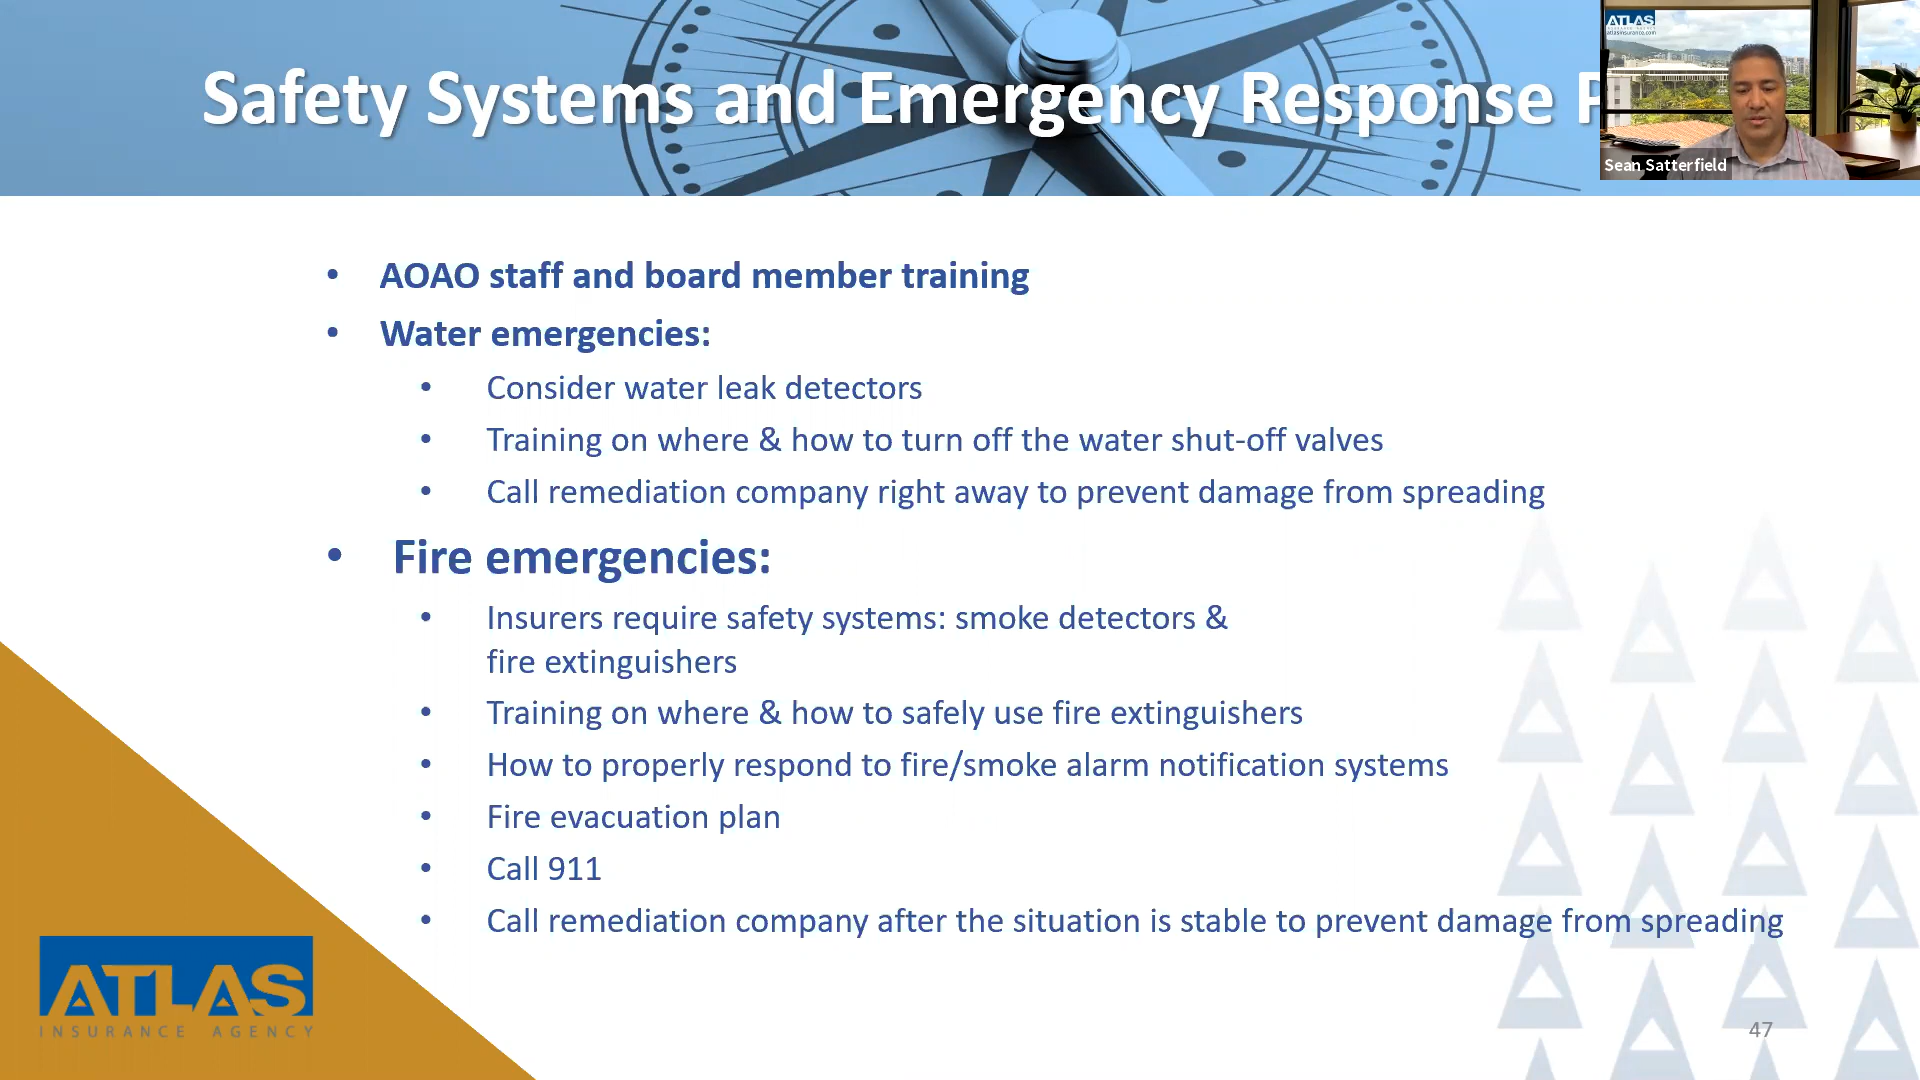 Safety Systems and Emergency Response
ATLAS
atlasinsurance.com
Sean Satterfield
• AOAO staff and board member training
• Water emergencies:
• Consider water leak detectors
• Training on where & how to turn off the water shut-off valves
• Call remediation company right away to prevent damage from spreading
• Fire emergencies:
• Insurers require safety systems: smoke detectors &
fire extinguishers
• Training on where & how to safely use fire extinguishers
• How to properly respond to fire/smoke alarm notification systems
• Fire evacuation plan
• Call 911
• Call remediation company after the situation is stable to prevent damage from spreading
ATLAS
INSURANCE AGENCY
47